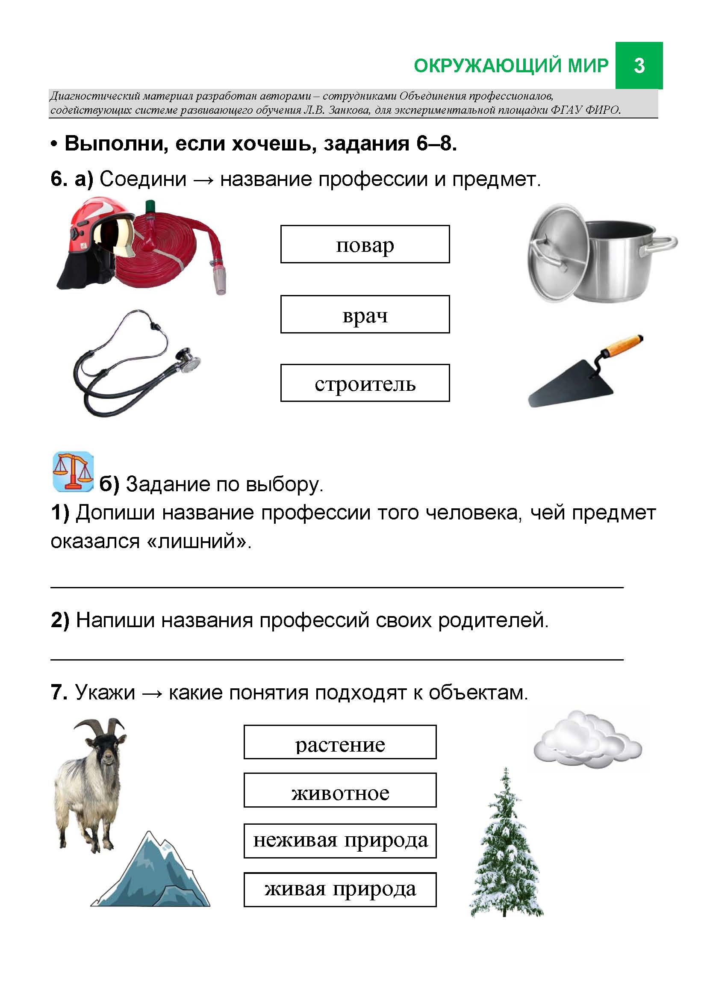 ОКРУЖАЮЩИЙ МИР 3
Диагностический материал разработан авторами – сотрудниками Объединения профессионалов,
содействующих системе развивающего обучения Л.В. Занкова, для экспериментальной площадки ФГАУ ФИРО.
• Выполни, если хочешь, задания 6–8.
6. а) Соедини → название профессии и предмет.
повар
врач
строитель
б) Задание по выбору.
1) Допиши название профессии того человека, чей предмет
оказался «лишний».
2) Напиши названия профессий своих родителей.
7. Укажи → какие понятия подходят к объектам.
растение
животное
неживая природа
живая природа